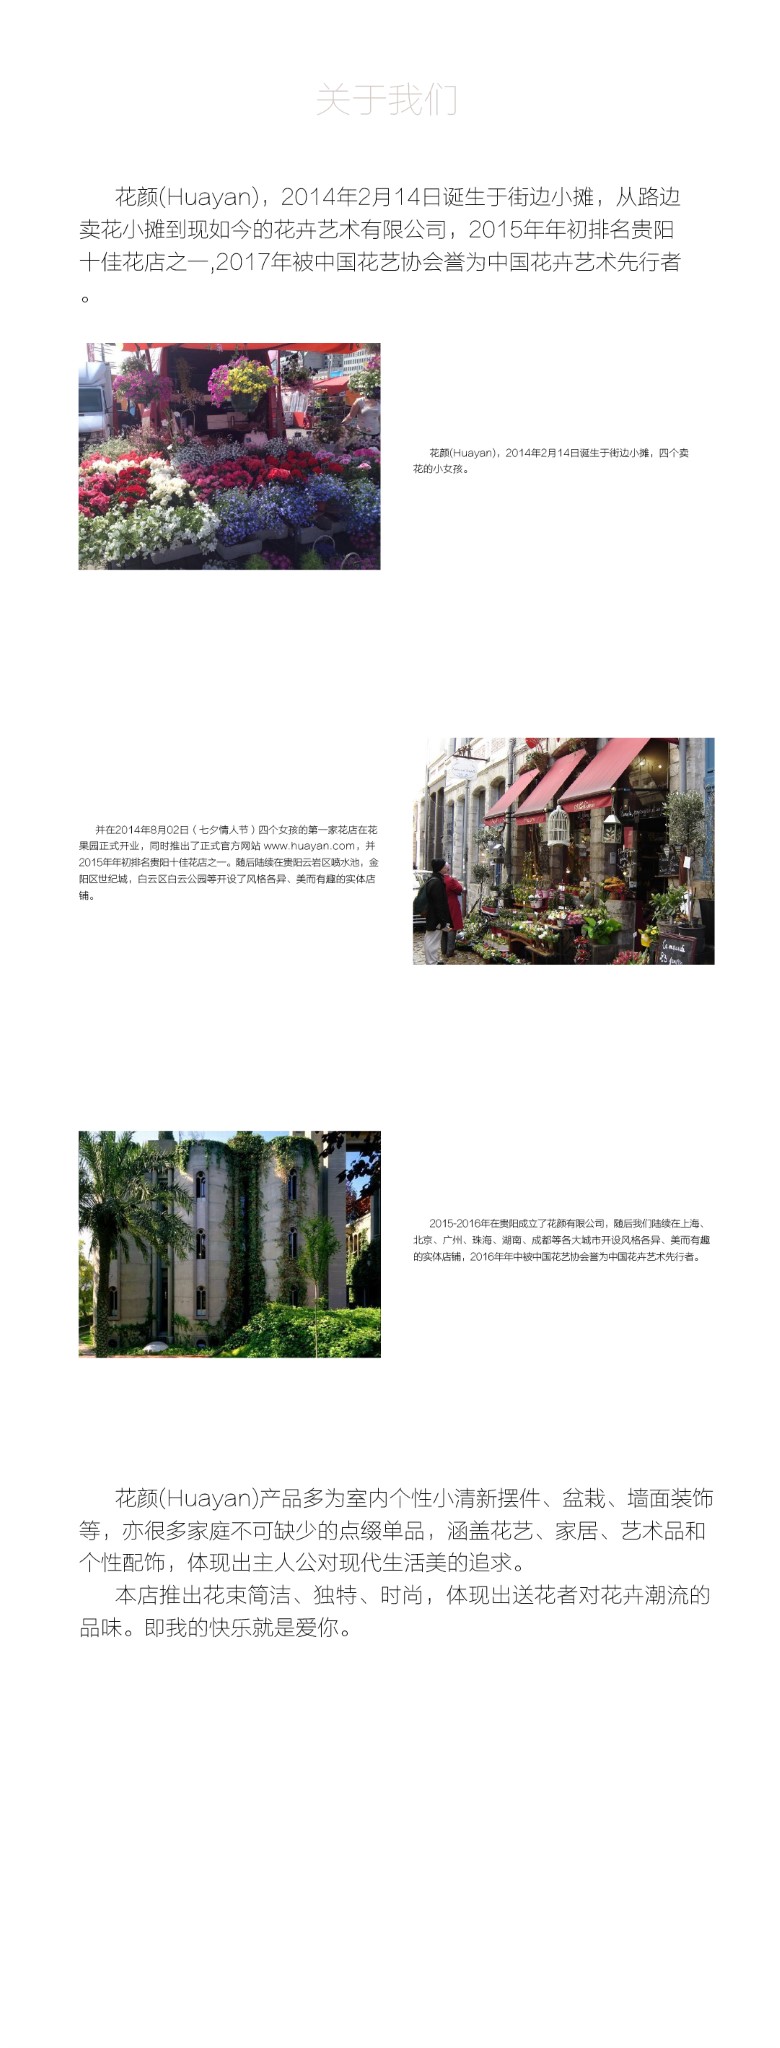 关于我们
花颜(Huayan)，2014年2月14日诞生于街边小摊，从路边
卖花小摊到现如今的花卉艺术有限公司，2015年年初排名贵阳
十佳花店之一,2017年被中国花艺协会誉为中国花卉艺术先行者
。
花颜(Huayan)，2014年2月14日诞生于街边小摊，四个卖
花的小女孩。
并在2014年8月02日（七夕情人节）四个女孩的第一家花店在花
果园正式开业，同时推出了正式官方网站 www.huayan.com，并
2015年年初排名贵阳十佳花店之一。随后陆续在贵阳云岩区喷水池，金
阳区世纪城，白云区白云公园等开设了风格各异、美而有趣的实体店
铺。
2015-2016年在贵阳成立了花颜有限公司，随后我们陆续在上海、
北京、广州、珠海、湖南、成都等各大城市开设风格各异、美而有趣
的实体店铺，2016年年中被中国花艺协会誉为中国花卉艺术先行者。
花颜(Huayan)产品多为室内个性小清新摆件、盆栽、墙面装饰
等，亦很多家庭不可缺少的点缀单品，涵盖花艺、家居、艺术品和
个性配饰，体现出主人公对现代生活美的追求。
本店推出花束简洁、独特、时尚，体现出送花者对花卉潮流的
品味。即我的快乐就是爱你。